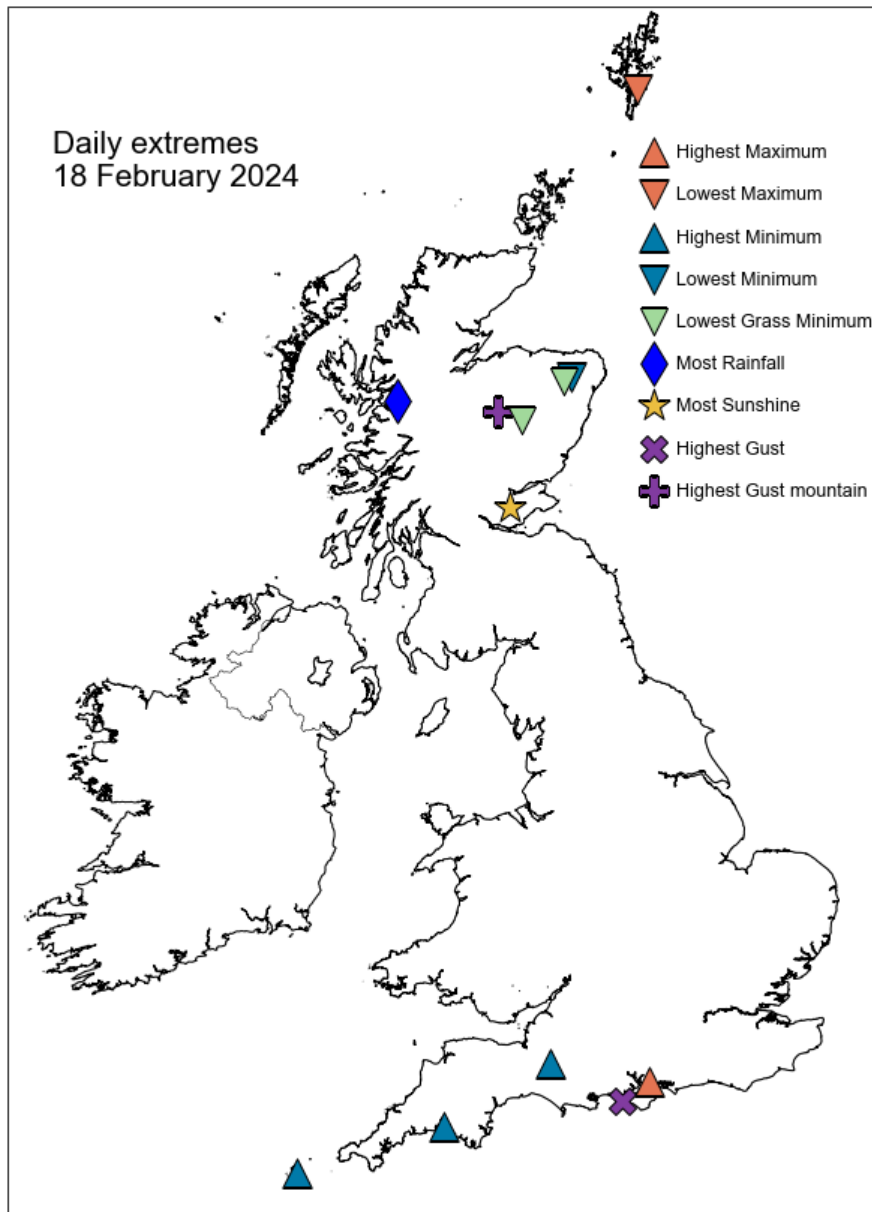 Daily extremes
18 February 2024
Highest Maximum
Lowest Maximum
Highest Minimum
Lowest Minimum
Lowest Grass Minimum
Most Rainfall
Most Sunshine
Highest Gust
Highest Gust mountain